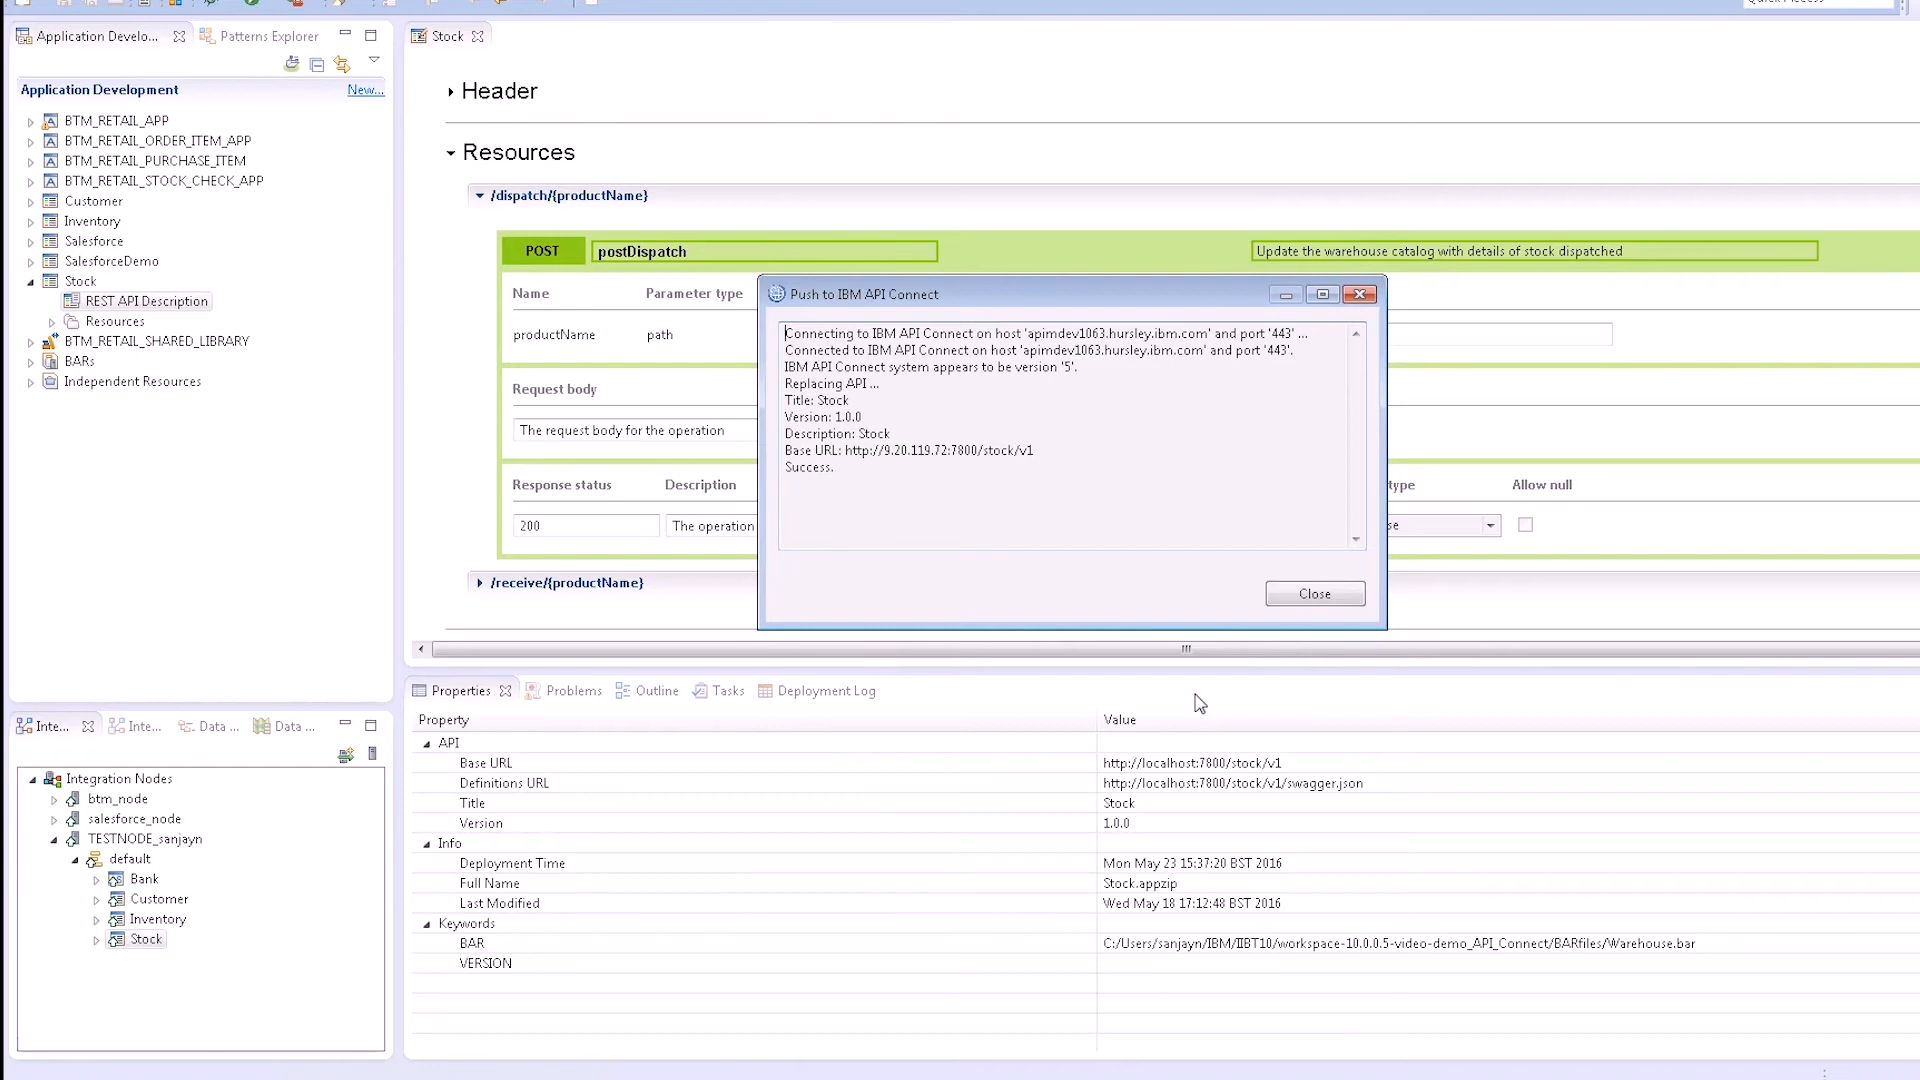 Application Develo...
Patterns Explorer
Application Development
New...
BTM_RETAIL_APP
BTM_RETAIL_ORDER_ITEM_APP
BTM_RETAIL_PURCHASE_ITEM
BTM_RETAIL_STOCK_CHECK_APP
Customer
Inventory
Salesforce
SalesforceDemo
Stock
REST API Description
Resources
BTM_RETAIL_SHARED_LIBRARY
BARs
Independent Resources
Inte...
Inte...
Data ...
Data ...
Integration Nodes
btm_node
salesforce_node
TESTNODE_sanjayn
default
Bank
Customer
Inventory
Stock
Stock
Header
Resources
/dispatch/{productName}
POST postDispatch Update the warehouse catalog with details of stock dispatched
Name Parameter type
productName path
Request body
The request body for the operation
Response status Description type Allow null
200 The operation se
/receive/{productName}
Push to IBM API Connect
Connecting to IBM API Connect on host 'apimdev1063.hursley.ibm.com' and port '443' ...
Connected to IBM API Connect on host 'apimdev1063.hursley.ibm.com' and port '443'.
IBM API Connect system appears to be version '5'.
Replacing API ...
Title: Stock
Version: 1.0.0
Description: Stock
Base URL: http://9.20.119.72:7800/stock/v1
Success.
Close
Properties Problems Outline Tasks Deployment Log
Property Value
API
Base URL http://localhost:7800/stock/v1
Definitions URL http://localhost:7800/stock/v1/swagger.json
Title Stock
Version 1.0.0
Info
Deployment Time Mon May 23 15:37:20 BST 2016
Full Name Stock.appzip
Last Modified Wed May 18 17:12:48 BST 2016
Keywords
BAR C:/Users/sanjayn/IBM/IIBT10/workspace-10.0.0.5-video-demo_API_Connect/BARfiles/Warehouse.bar
VERSION